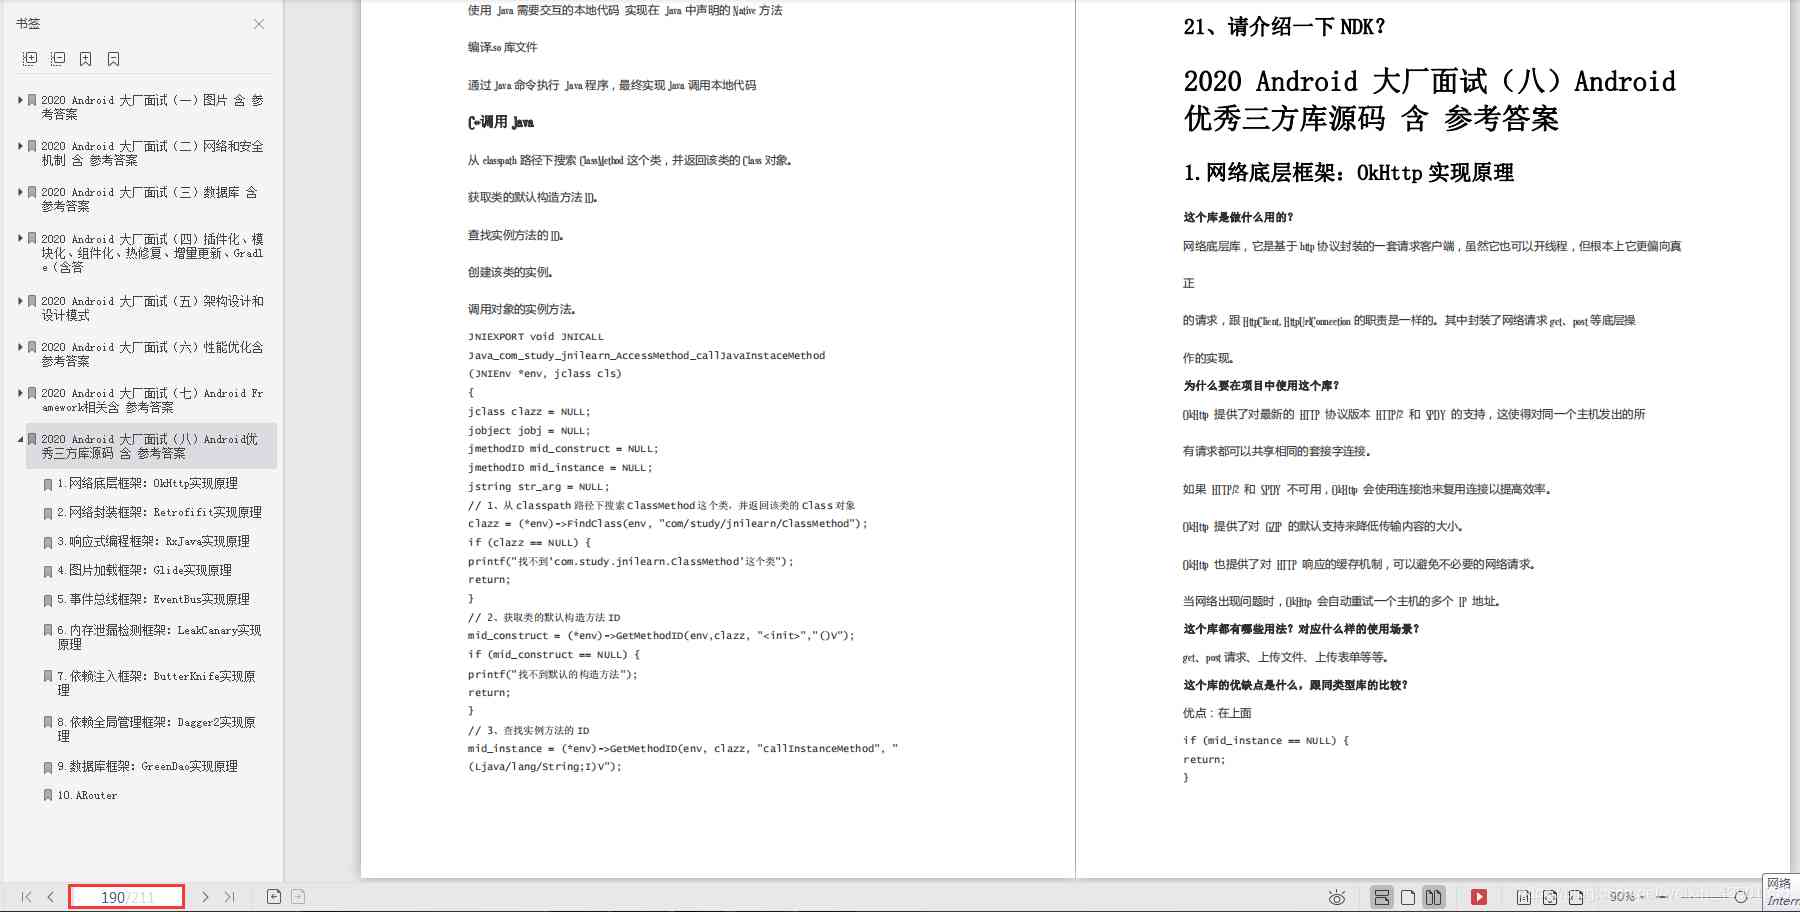 书签
2020 Android 大厂面试（一）图片 含 参
考答案
2020 Android 大厂面试（二）网络和安全
机制 含 参考答案
2020 Android 大厂面试（三）数据库 含
参考答案
2020 Android 大厂面试（四）插件化、模
块化、组件化、热修复、增量更新、Gradl
e（含答
2020 Android 大厂面试（五）架构设计和
设计模式
2020 Android 大厂面试（六）性能优化含
参考答案
2020 Android 大厂面试（七）Android Fr
amework相关含 参考答案
2020 Android 大厂面试（八）Android优
秀三方库源码 含 参考答案
1.网络底层框架：OkHttp实现原理
2.网络封装框架：Retrofifit实现原理
3.响应式编程框架：RxJava实现原理
4.图片加载框架：Glide实现原理
5.事件总线框架：EventBus实现原理
6.内存泄漏检测框架：LeakCanary实现
原理
7.依赖注入框架：ButterKnife实现原
理
8.依赖全局管理框架：Dagger2实现原
理
9.数据库框架：GreenDao实现原理
10.ARouter
使用 Java 需要交互的本地代码 实现在 Java 中声明的 Native 方法
编译.so 库文件
通过 Java 命令执行 Java 程序，最终实现 Java 调用本地代码
C++调用 Java
从 classpath 路径下搜索 ClassMethod 这个类，并返回该类的 Class 对象。
获取类的默认构造方法 ID。
查找实例方法的 ID。
创建该类的实例。
调用对象的实例方法。
JNIEXPORT void JNICALL
Java_com_study_jnilearn_AccessMethod_callJavaInstaceMethod
(JNIEnv *env, jclass cls)
{
jclass clazz = NULL;
jobject jobj = NULL;
jmethodID mid_construct = NULL;
jmethodID mid_instance = NULL;
jstring str_arg = NULL;
// 1、从 classpath 路径下搜索 ClassMethod 这个类，并返回该类的 Class 对象
clazz = (*env)->FindClass(env, "com/study/jnilearn/ClassMethod");
if (clazz == NULL) {
printf("找不到'com.study.jnilearn.ClassMethod'这个类");
return;
}
// 2、获取类的默认构造方法 ID
mid_construct = (*env)->GetMethodID(env,clazz, "<init>","()V");
if (mid_construct == NULL) {
printf("找不到默认的构造方法");
return;
}
// 3、查找实例方法的 ID
mid_instance = (*env)->GetMethodID(env, clazz, "callInstanceMethod", "
(Ljava/lang/String;I)V");
21、请介绍一下 NDK？
2020 Android 大厂面试（八）Android
优秀三方库源码 含 参考答案
1.网络底层框架：OkHttp 实现原理
这个库是做什么用的？
网络底层库，它是基于 http 协议封装的一套请求客户端，虽然它也可以开线程，但根本上它更偏向真
正
的请求，跟 HttpClient, HttpUrlConnection 的职责是一样的。其中封装了网络请求 get、post 等底层操
作的实现。
为什么要在项目中使用这个库？
OkHttp 提供了对最新的 HTTP 协议版本 HTTP/2 和 SPDY 的支持，这使得对同一个主机发出的所
有请求都可以共享相同的套接字连接。
如果 HTTP/2 和 SPDY 不可用，OkHttp 会使用连接池来复用连接以提高效率。
OkHttp 提供了对 GZIP 的默认支持来降低传输内容的大小。
OkHttp 也提供了对 HTTP 响应的缓存机制，可以避免不必要的网络请求。
当网络出现问题时，OkHttp 会自动重试一个主机的多个 IP 地址。
这个库都有哪些用法？对应什么样的使用场景？
get、post 请求、上传文件、上传表单等等。
这个库的优缺点是什么，跟同类型库的比较？
优点：在上面
if (mid_instance == NULL) {
return;
}
190/211
90%
网络
Intern